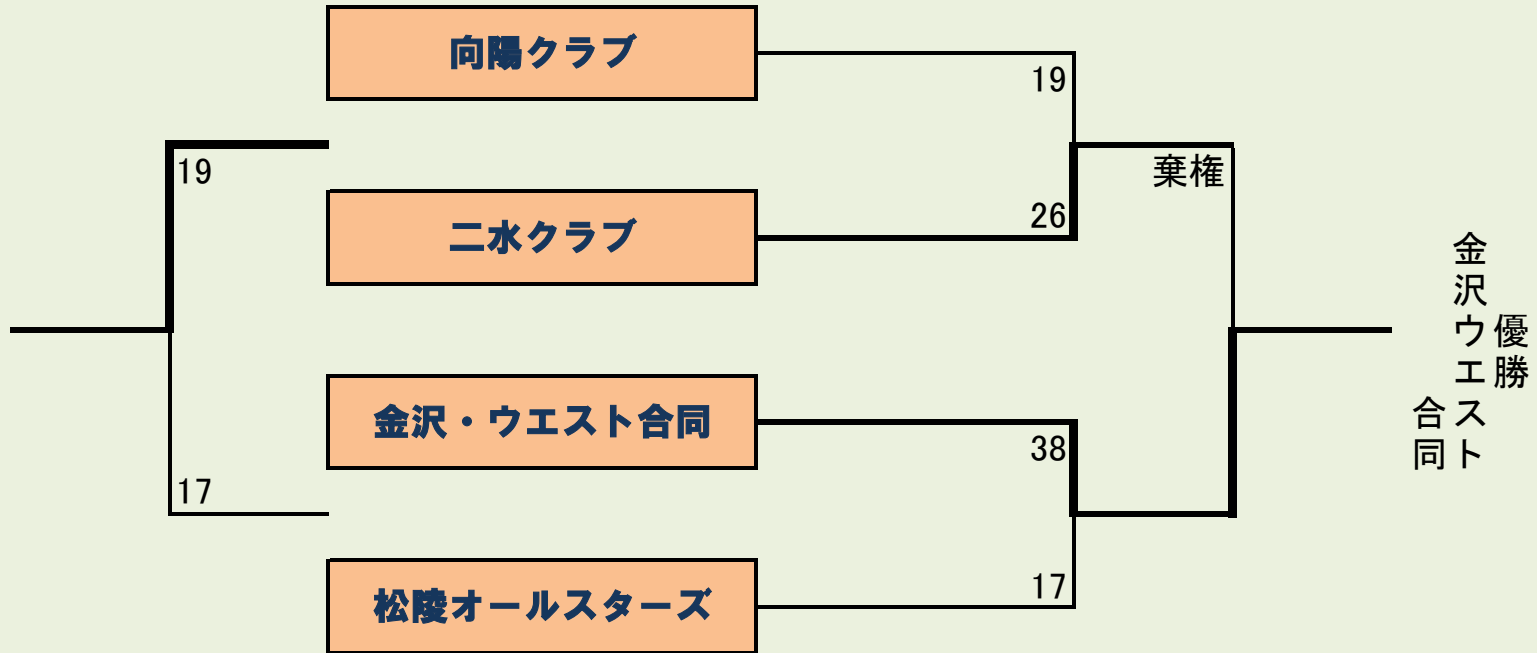 向陽クラブ
19
19
棄権
26
二水クラブ
優勝
金沢ウエスト
合同
金沢・ウエスト合同
38
17
17
松陵オールスターズ